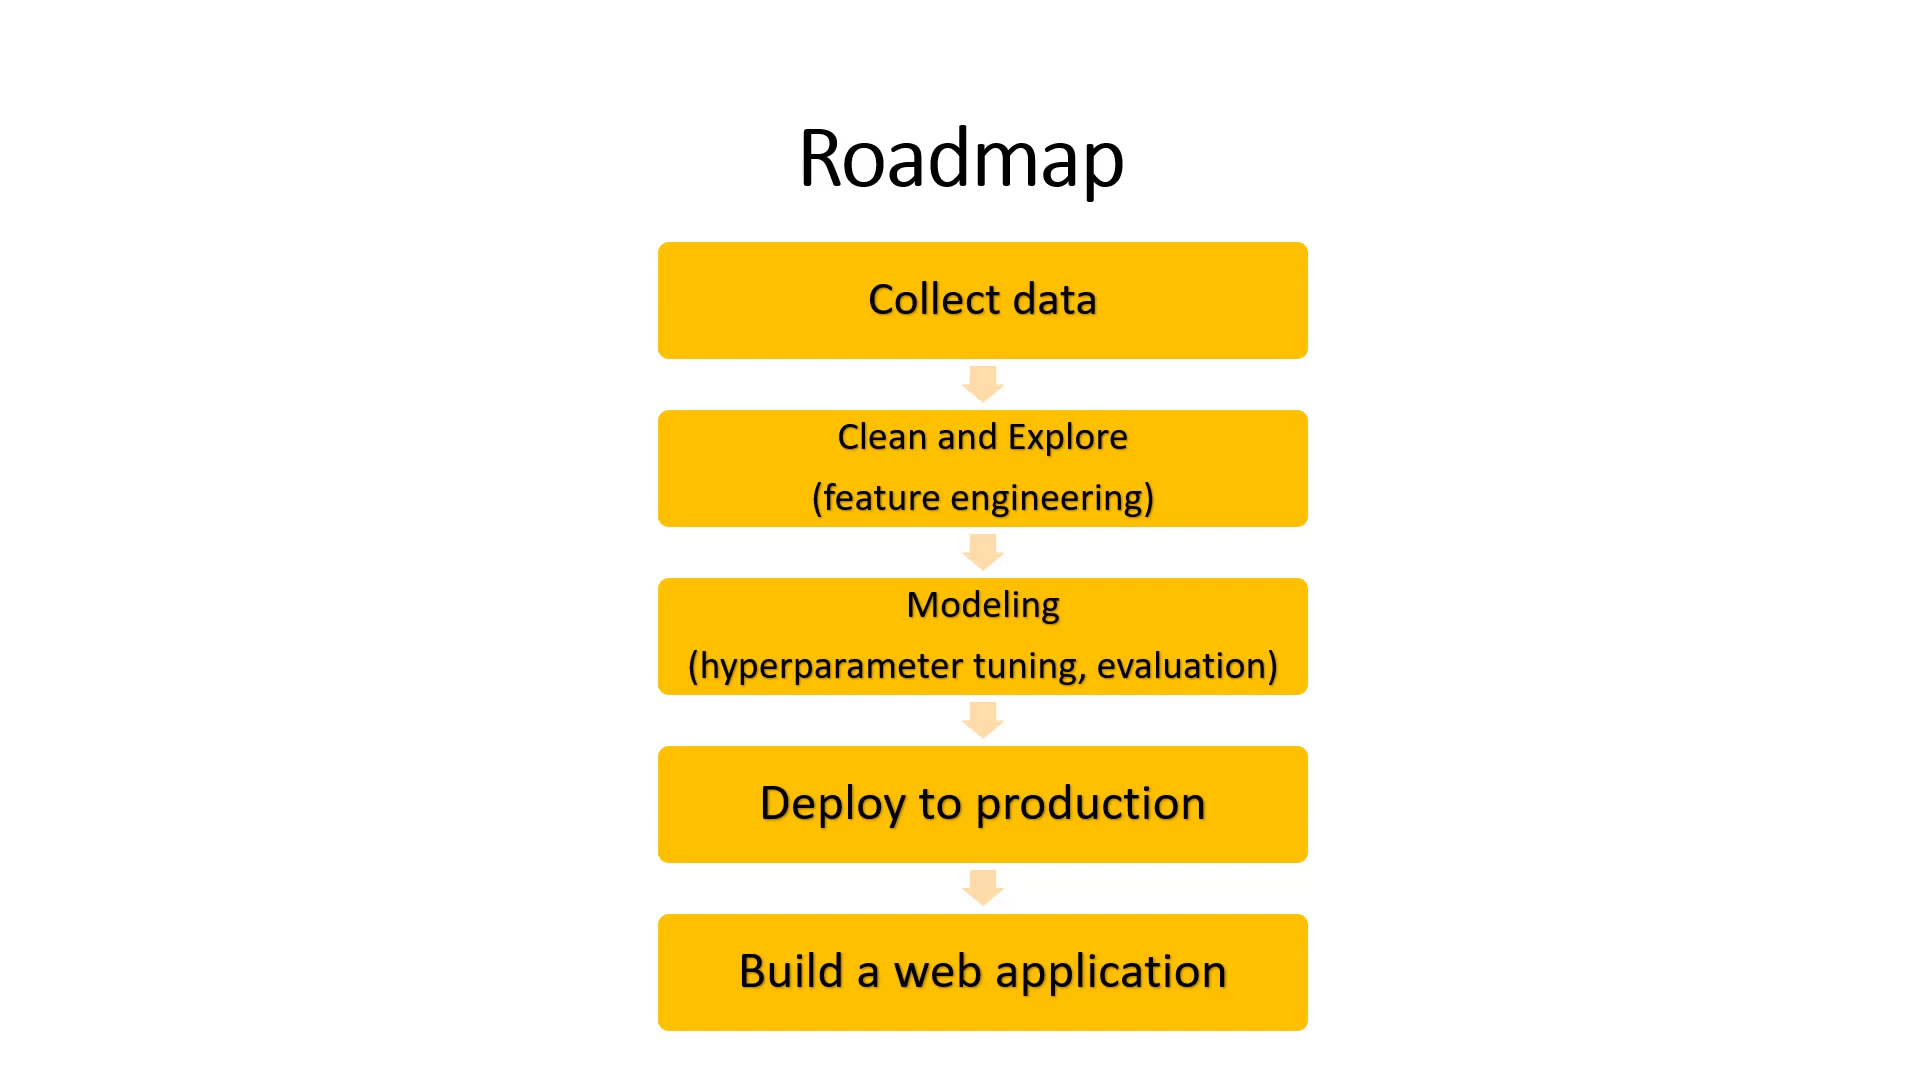 Roadmap
Collect data
Clean and Explore
(feature engineering)
Modeling
(hyperparameter tuning, evaluation)
Deploy to production
Build a web application